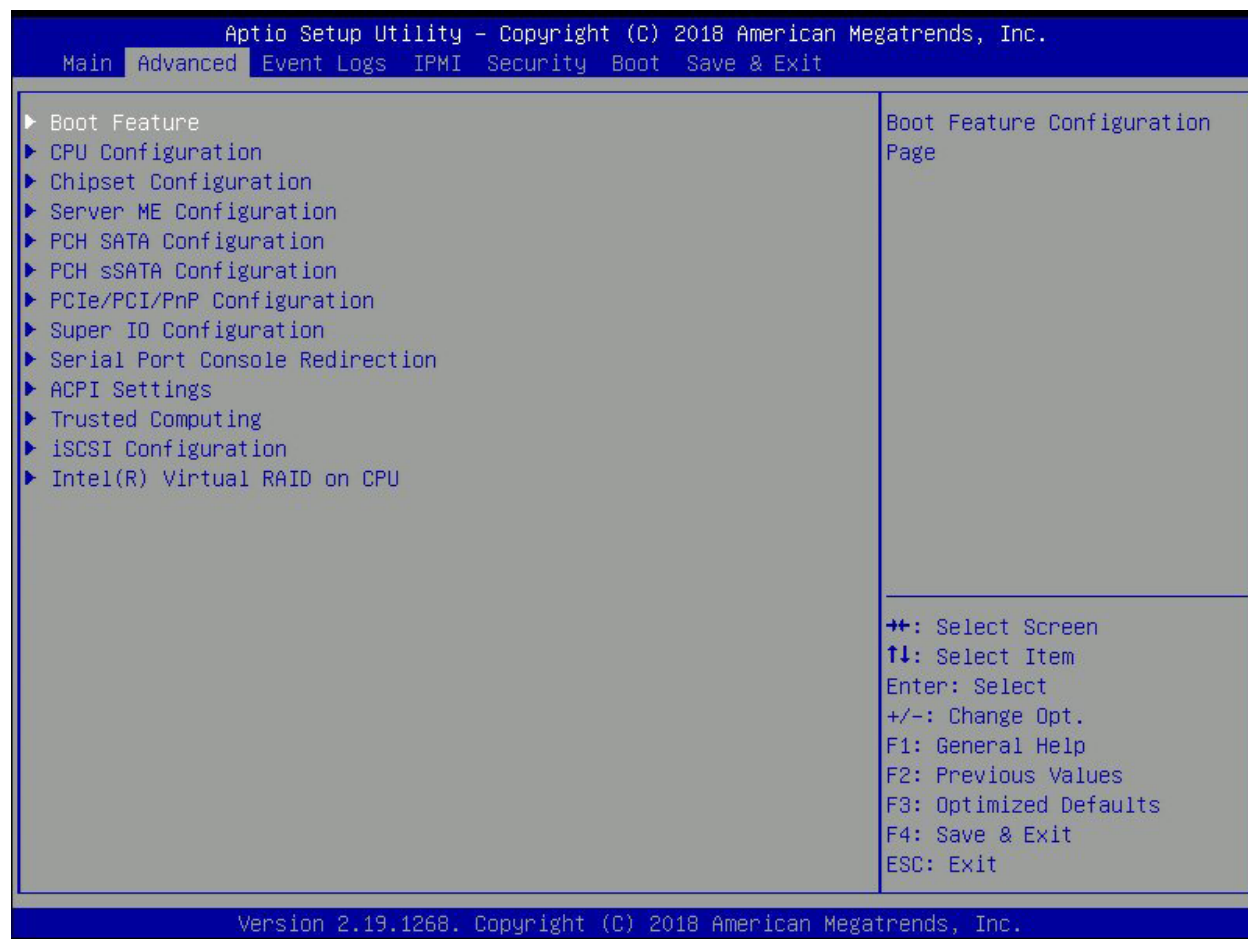 Aptio Setup Utility – Copyright (C) 2018 American Megatrends, Inc.
Main Advanced Event Logs IPMI Security Boot Save & Exit
▶ Boot Feature
▶ CPU Configuration
▶ Chipset Configuration
▶ Server ME Configuration
▶ PCH SATA Configuration
▶ PCH sSATA Configuration
▶ PCIe/PCI/PnP Configuration
▶ Super IO Configuration
▶ Serial Port Console Redirection
▶ ACPI Settings
▶ Trusted Computing
▶ iSCSI Configuration
▶ Intel(R) Virtual RAID on CPU
Boot Feature Configuration
Page
→←: Select Screen
↑↓: Select Item
Enter: Select
+/-: Change Opt.
F1: General Help
F2: Previous Values
F3: Optimized Defaults
F4: Save & Exit
ESC: Exit
Version 2.19.1268. Copyright (C) 2018 American Megatrends, Inc.